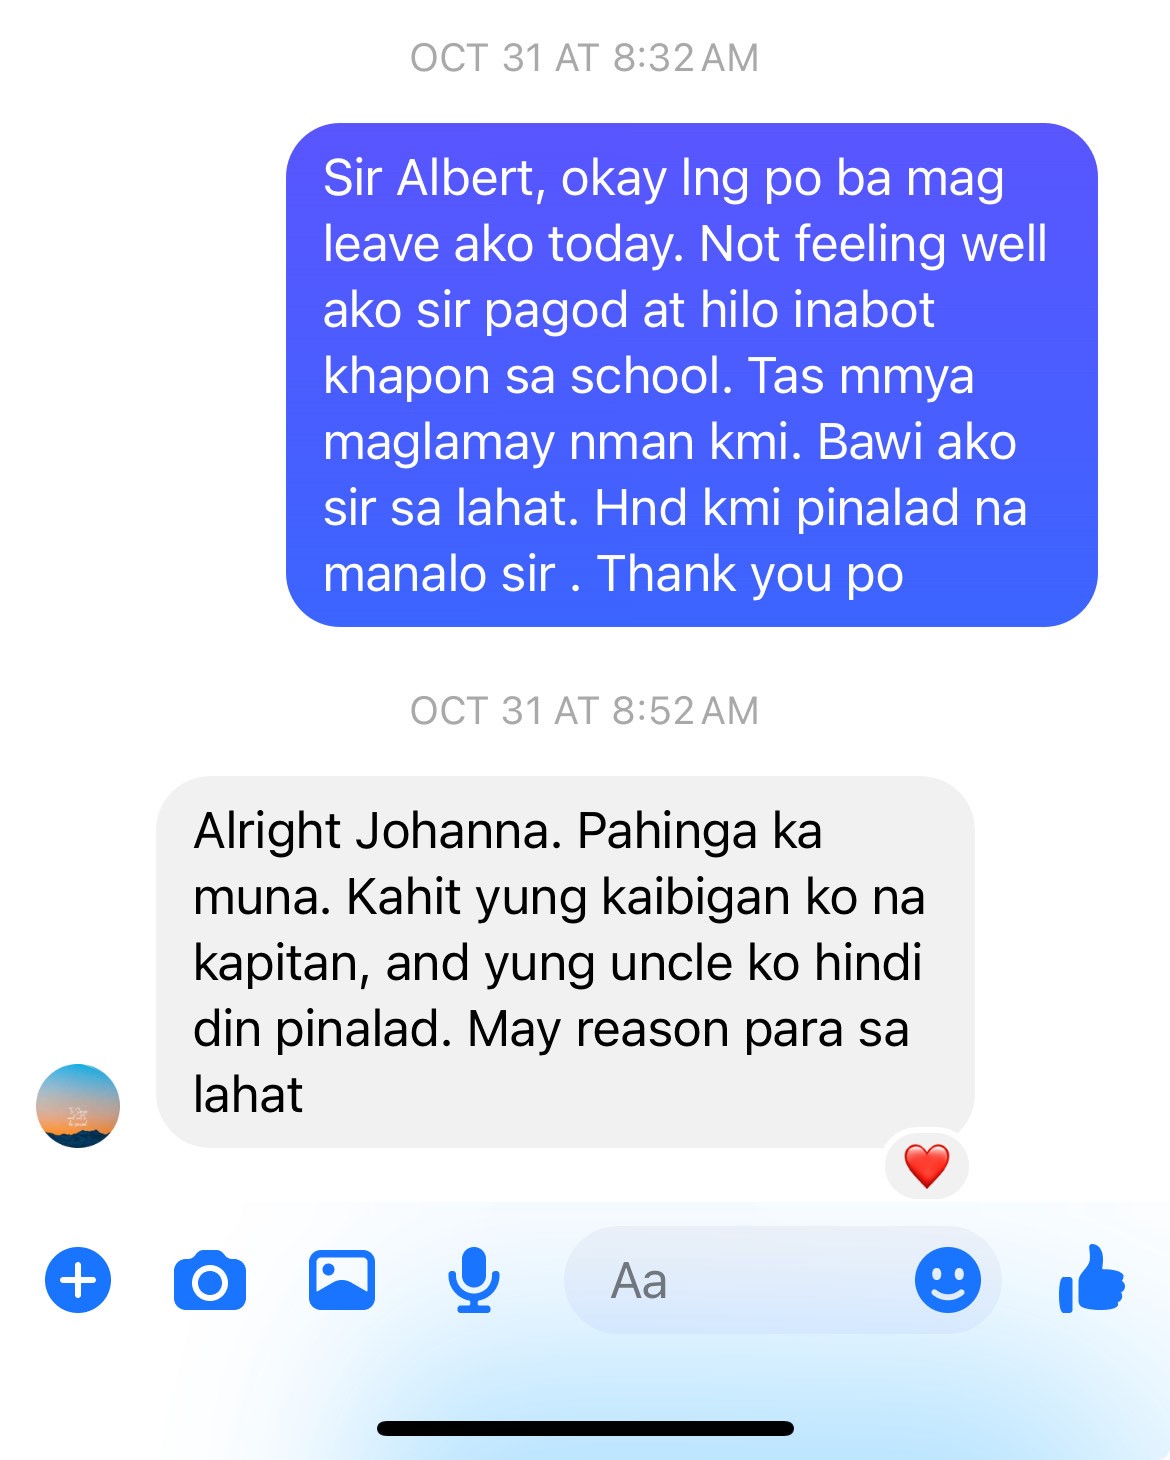 OCT 31 AT 8:32 AM
Sir Albert, okay lng po ba mag
leave ako today. Not feeling well
ako sir pagod at hilo inabot
khapon sa school. Tas mmya
maglamay nman kmi. Bawi ako
sir sa lahat. Hnd kmi pinalad na
manalo sir . Thank you po
OCT 31 AT 8:52 AM
Alright Johanna. Pahinga ka
muna. Kahit yung kaibigan ko na
kapitan, and yung uncle ko hindi
din pinalad. May reason para sa
lahat
Aa